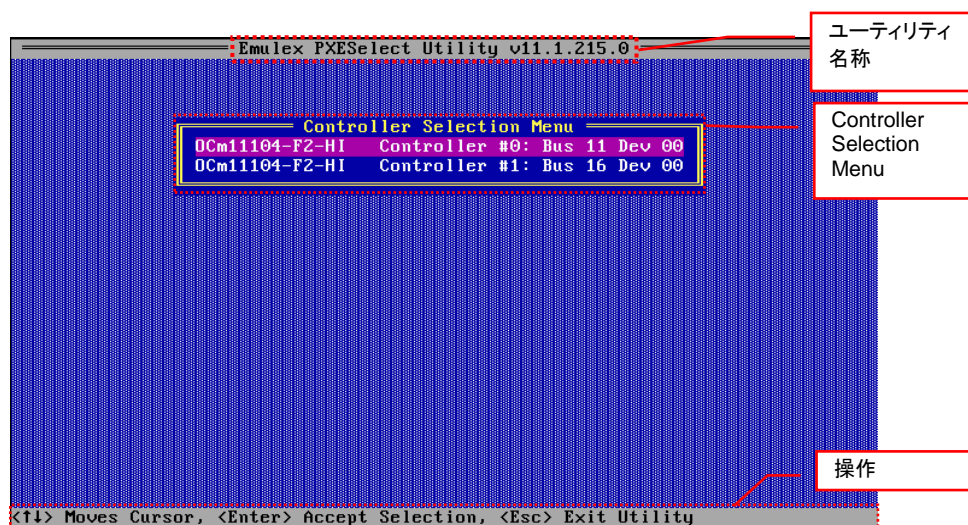 Emulex PXESelect Utility v11.1.215.0
ユーティリティ
名称
Controller Selection Menu
OCm11104-F2-HI Controller #0: Bus 11 Dev 00
OCm11104-F2-HI Controller #1: Bus 16 Dev 00
Controller
Selection
Menu
操作
<↑↓> Moves Cursor, <Enter> Accept Selection, <Esc> Exit Utility